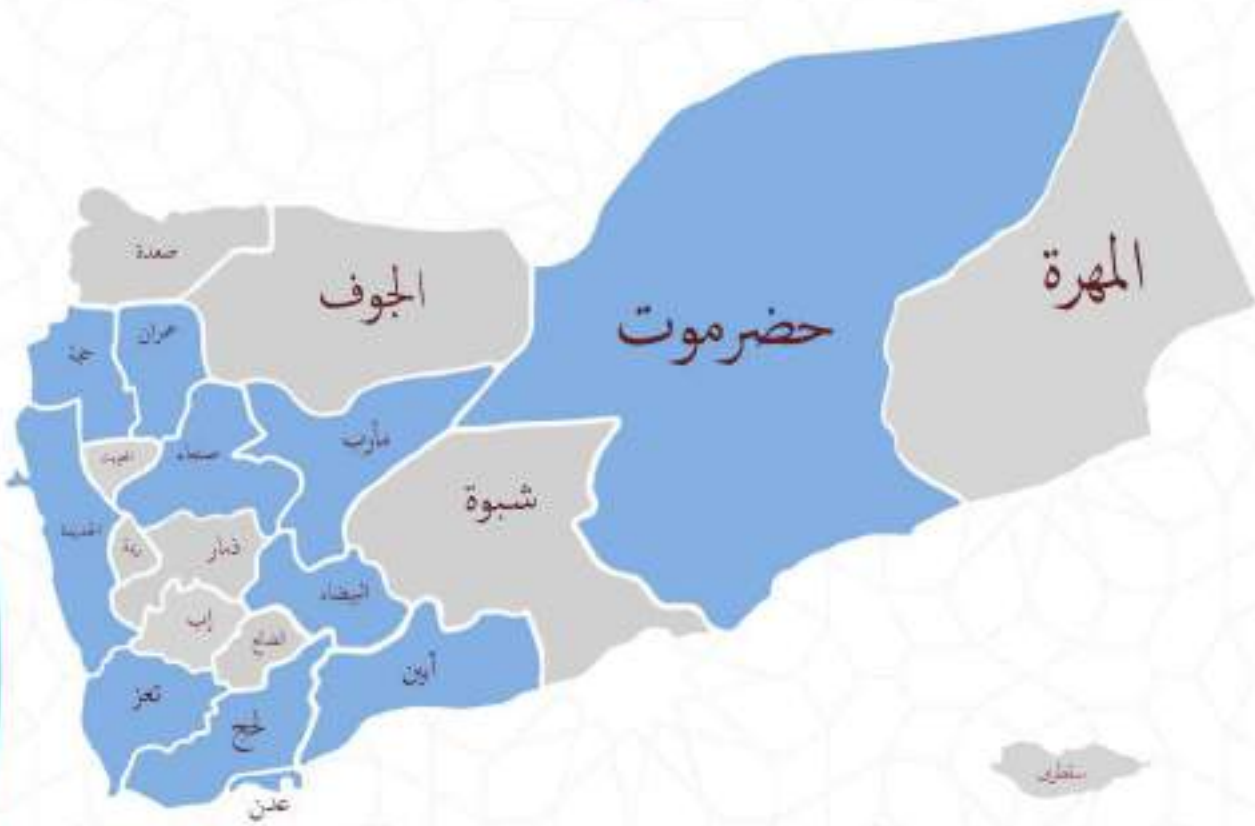 صعدة
الجوف
المهرة
حضرموت
عمران
حجة
مأرب
صنعاء
المحويت
شبوة
الحديدة
ذمار
ريمة
البيضاء
إب
الضالع
أبين
تعز
لحج
سقطرى
عدن